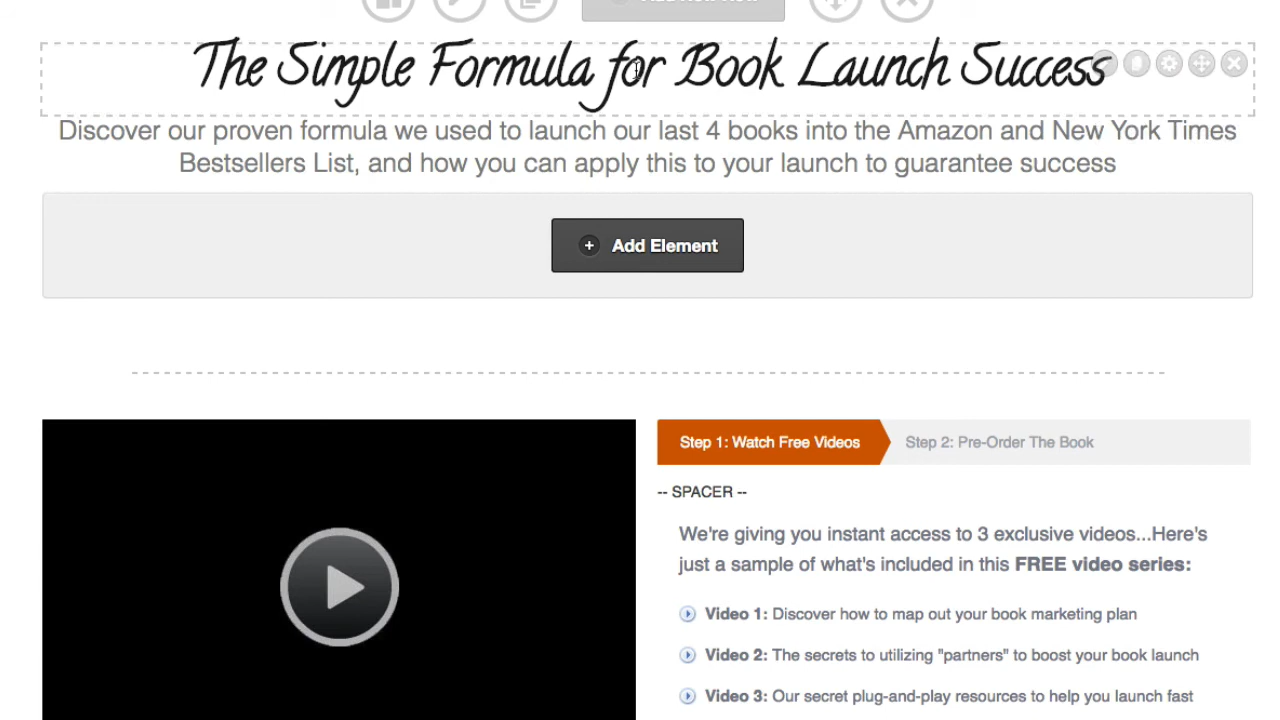 The Simple Formula for Book Launch Success
Discover our proven formula we used to launch our last 4 books into the Amazon and New York Times
Bestsellers List, and how you can apply this to your launch to guarantee success
Add Element
Step 1: Watch Free Videos
Step 2: Pre-Order The Book
-- SPACER --
We're giving you instant access to 3 exclusive videos...Here's
just a sample of what's included in this FREE video series:
Video 1: Discover how to map out your book marketing plan
Video 2: The secrets to utilizing "partners" to boost your book launch
Video 3: Our secret plug-and-play resources to help you launch fast